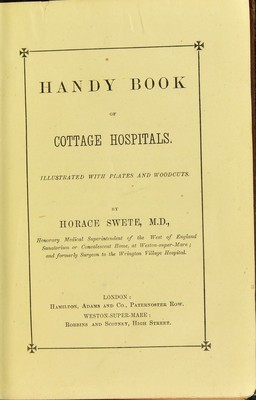 HANDY BOOK
OF
COTTAGE HOSPITALS.
ILLUSTRATED WITH PLATES AND WOODCUTS.
BY
HORACE SWETE, M.D.,
Honorary Medical Superintendent of the West of England
Sanatorium or Convalescent Home, at Weston-super-Mare;
and formerly Surgeon to the Wrington Village Hospital.
LONDON:
HAMILTON, ADAMS AND CO., PATERNOSTER ROW.
WESTON-SUPER-MARE:
ROBBINS AND SCOTNEY, HIGH STREET.